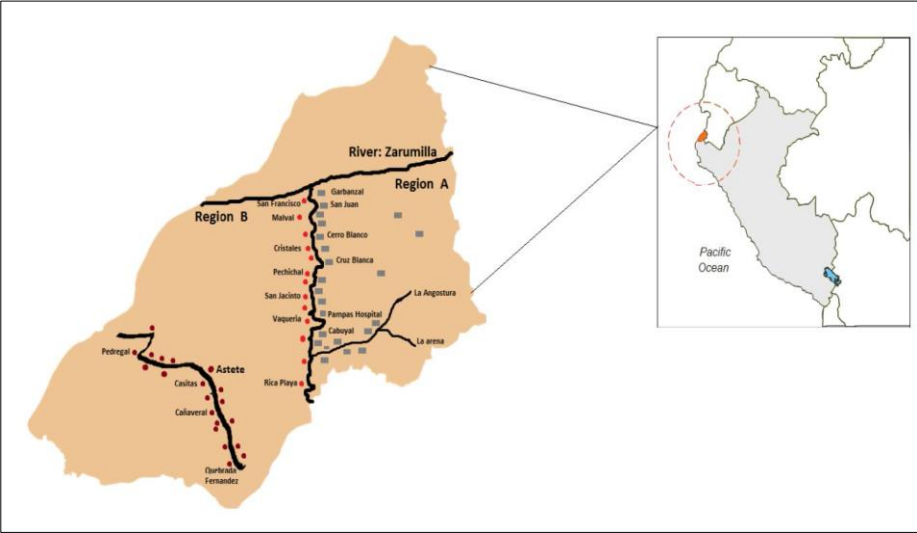 River: Zarumilla
Region A
Region B
Garbanzal
San Francisco
San Juan
Malval
Cerro Blanco
Cristales
Cruz Blanca
Pechichal
La Angostura
San Jacinto
Pampas Hospital
Vaqueria
Cabuyal
La arena
Pedregal
Astete
Casitas
Rica Playa
Cañaveral
Quebrada
Fernandez
Pacific
Ocean